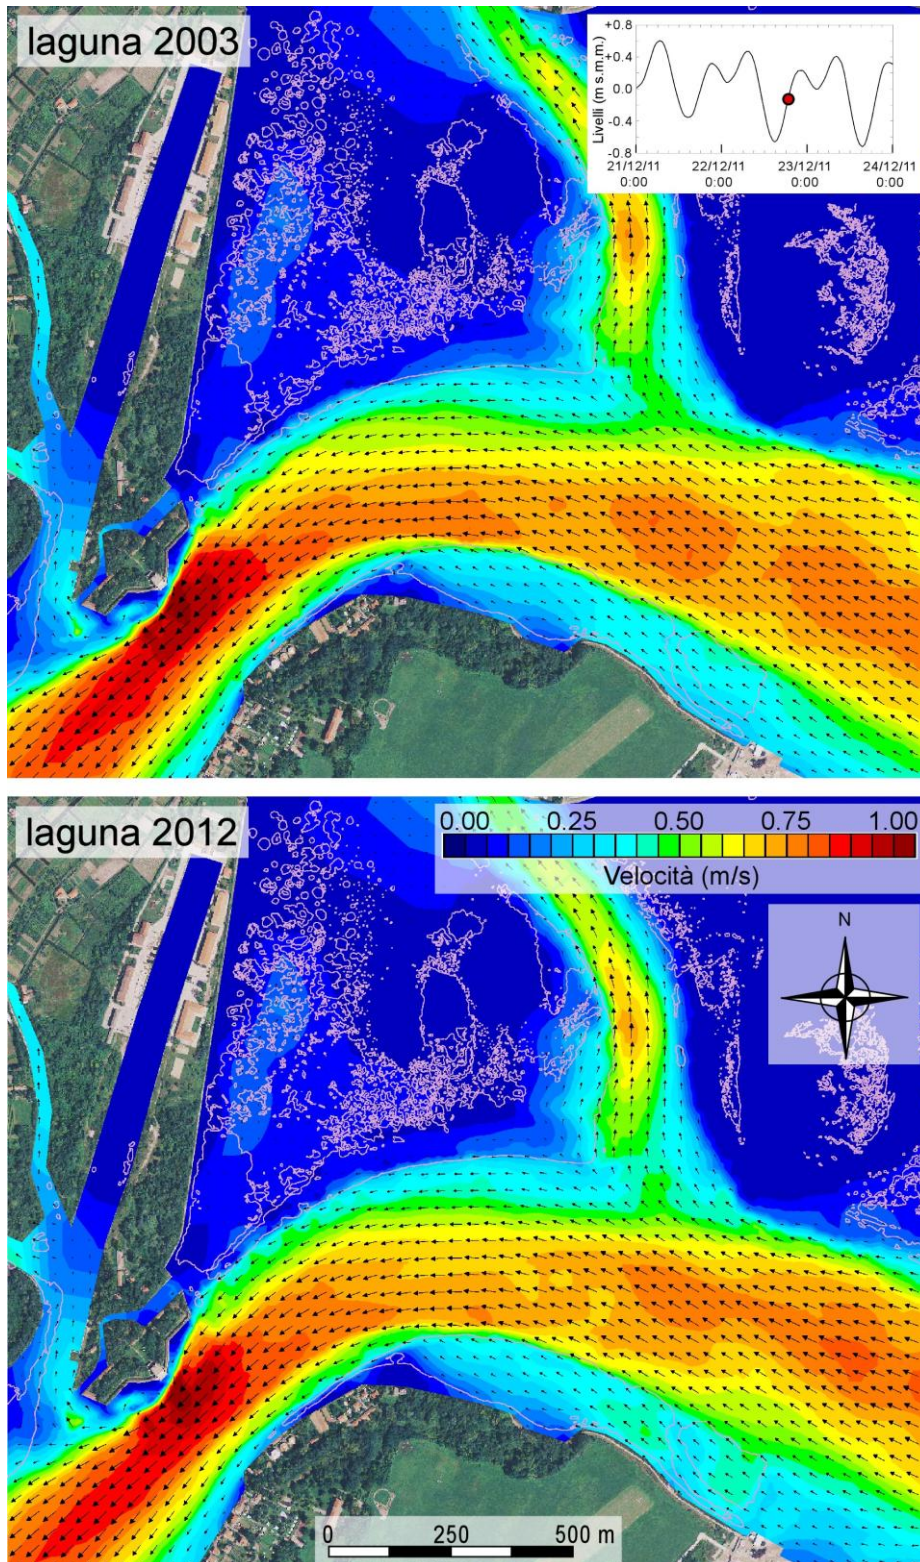 laguna 2003
+0.8
+0.4
0.0
-0.4
-0.8
Livelli (m s.m.m.)
21/12/11 22/12/11 23/12/11 24/12/11
0:00 0:00 0:00 0:00
laguna 2012
0.00 0.25 0.50 0.75 1.00
Velocità (m/s)
N
0 250 500 m